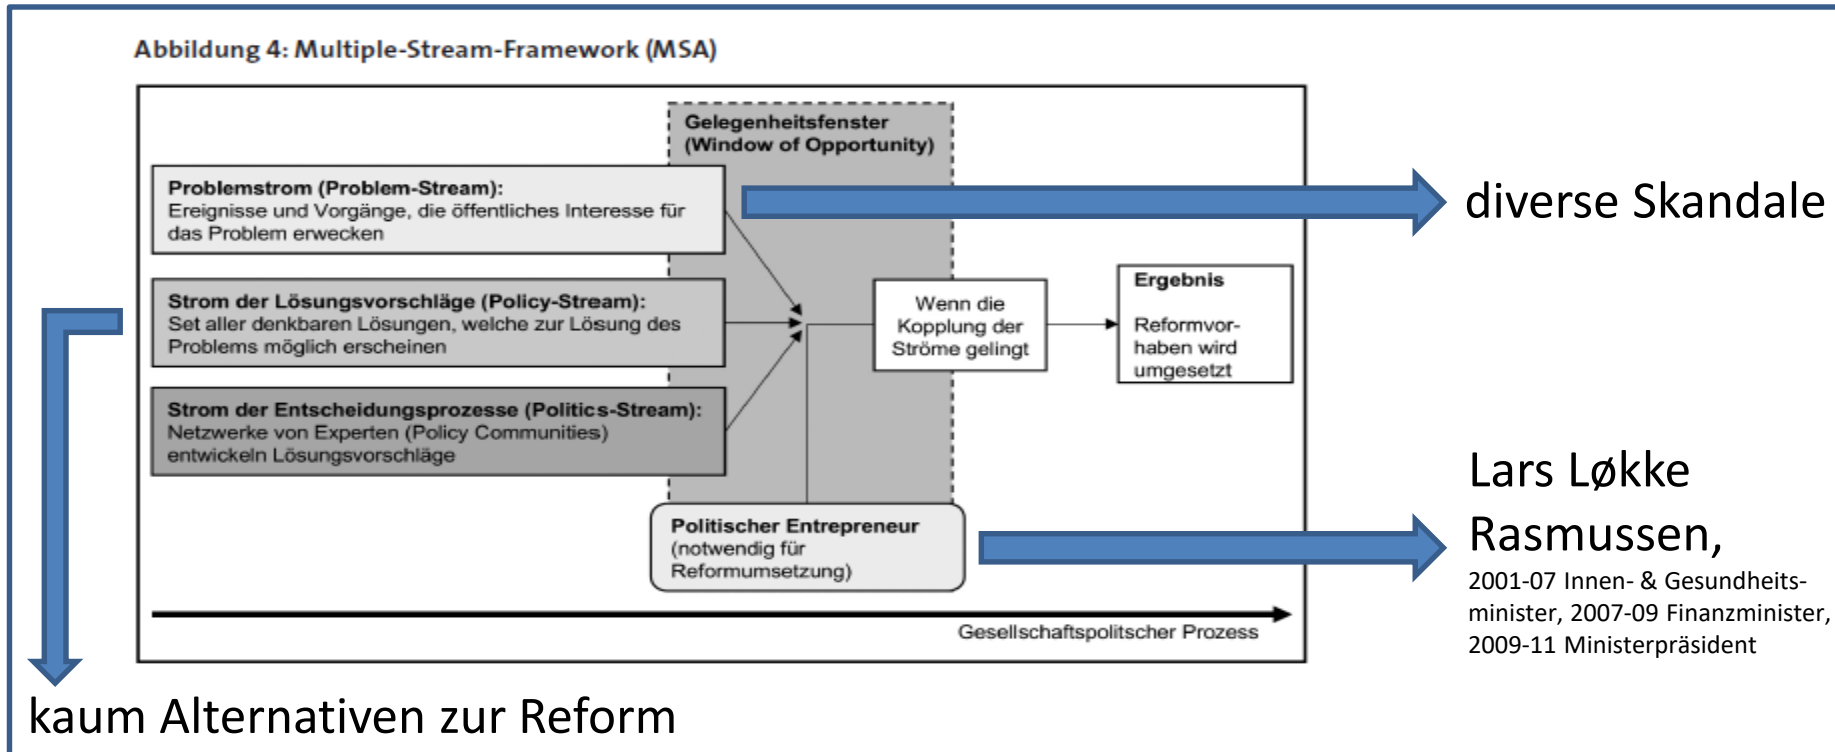 Abbildung 4: Multiple-Stream-Framework (MSA)
Gelegenheitsfenster
(Window of Opportunity)
Problemstrom (Problem-Stream):
Ereignisse und Vorgänge, die öffentliches Interesse für
das Problem erwecken
diverse Skandale
Strom der Lösungsvorschläge (Policy-Stream):
Set aller denkbaren Lösungen, welche zur Lösung des
Problems möglich erscheinen
Wenn die
Kopplung der
Ströme gelingt
Ergebnis
Reformvor-
haben wird
umgesetzt
Strom der Entscheidungsprozesse (Politics-Stream):
Netzwerke von Experten (Policy Communities)
entwickeln Lösungsvorschläge
Politischer Entrepreneur
(notwendig für
Reformumsetzung)
Lars Løkke
Rasmussen,
2001-07 Innen- & Gesundheits-
minister, 2007-09 Finanzminister,
2009-11 Ministerpräsident
Gesellschaftspolitscher Prozess
kaum Alternativen zur Reform